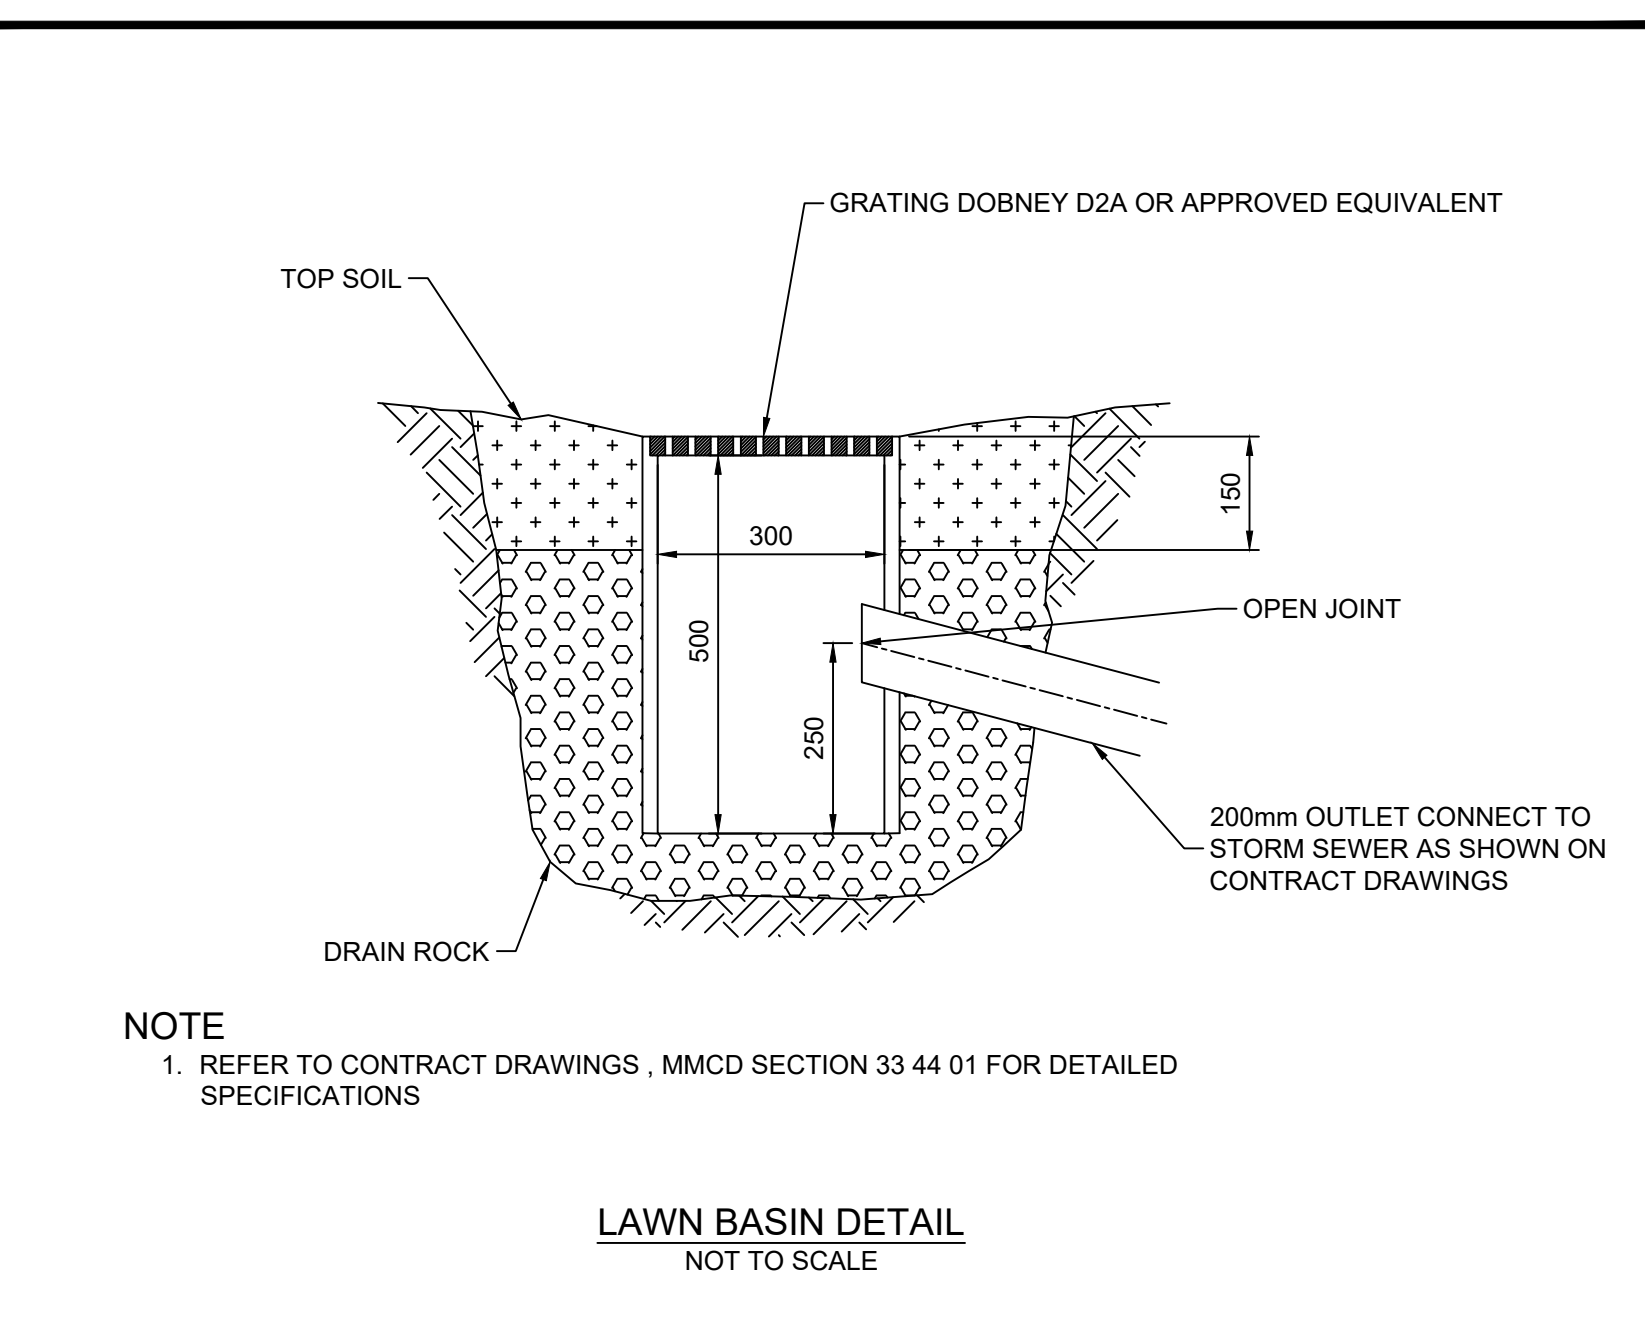 GRATING DOBNEY D2A OR APPROVED EQUIVALENT
TOP SOIL
150
300
OPEN JOINT
500
250
200mm OUTLET CONNECT TO
STORM SEWER AS SHOWN ON
CONTRACT DRAWINGS
DRAIN ROCK
NOTE
1. REFER TO CONTRACT DRAWINGS , MMCD SECTION 33 44 01 FOR DETAILED
SPECIFICATIONS
LAWN BASIN DETAIL
NOT TO SCALE